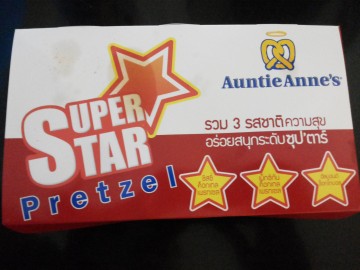 SUPER
STAR
Pretzel
Auntie Anne's
รวม 3 รสชาติความสุข
อร่อยสนุกระดับซุป'ตาร์